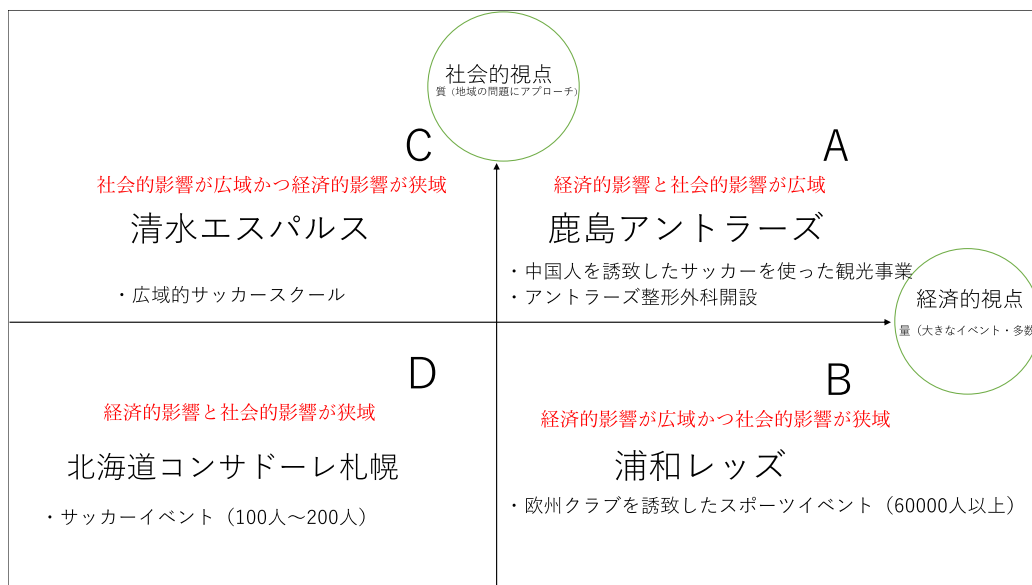 社会的視点
質（地域の問題にアプローチ）
C
A
社会的影響が広域かつ経済的影響が狭域
経済的影響と社会的影響が広域
清水エスパルス
鹿島アントラーズ
・広域的サッカースクール
・中国人を誘致したサッカーを使った観光事業
・アントラーズ整形外科開設
経済的視点
量（大きなイベント・多数
D
B
経済的影響と社会的影響が狭域
経済的影響が広域かつ社会的影響が狭域
北海道コンサドーレ札幌
浦和レッズ
・サッカーイベント（100人～200人）
・欧州クラブを誘致したスポーツイベント（60000人以上）